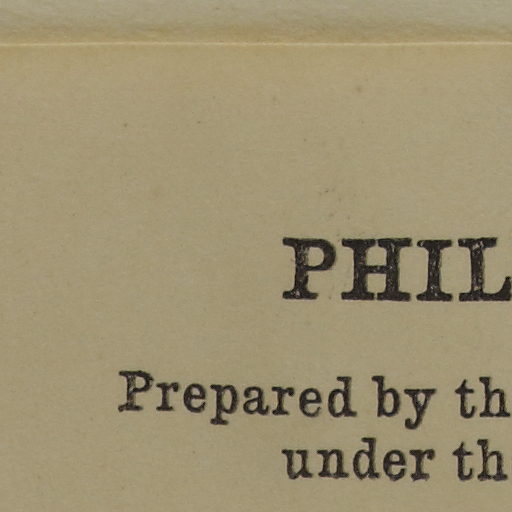 PHIL
Prepared by th
under th